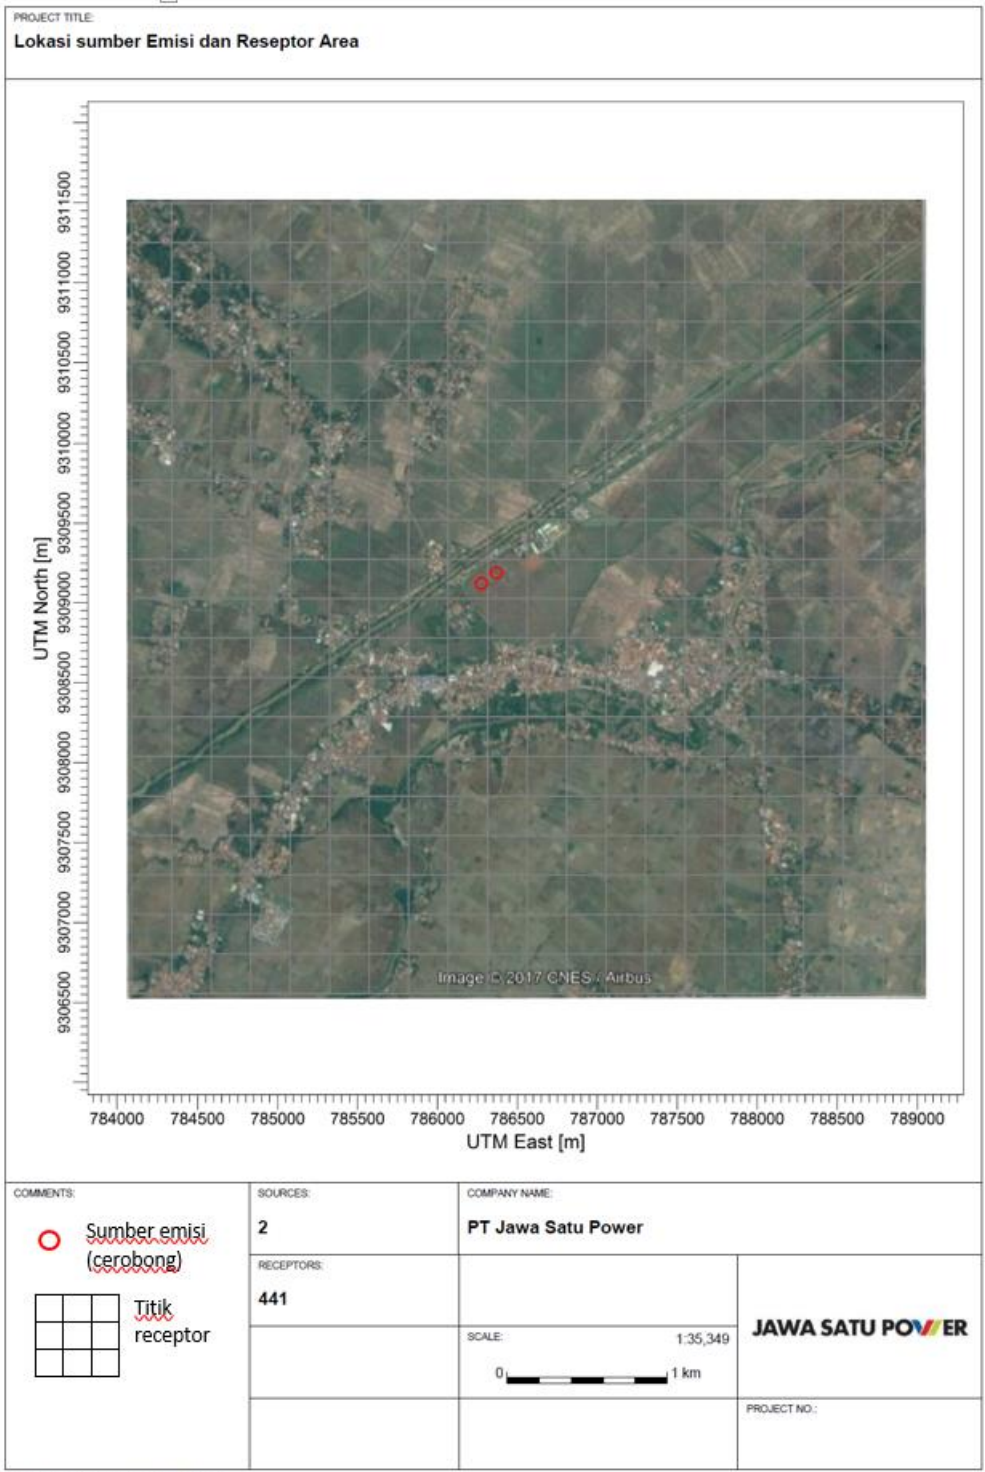 PROJECT TITLE:
Lokasi sumber Emisi dan Reseptor Area
UTM North [m]
9311500
9311000
9310500
9310000
9309500
9309000
9308500
9308000
9307500
9307000
9306500
Image © 2017 CNES / Airbus
784000 784500 785000 785500 786000 786500 787000 787500 788000 788500 789000
UTM East [m]
COMMENTS:
Sumber emisi
(cerobong)
Titik
receptor
SOURCES:
2
RECEPTORS:
441
COMPANY NAME:
PT Jawa Satu Power
SCALE: 1:35,349
0 1 km
JAWA SATU POWER
PROJECT NO.: